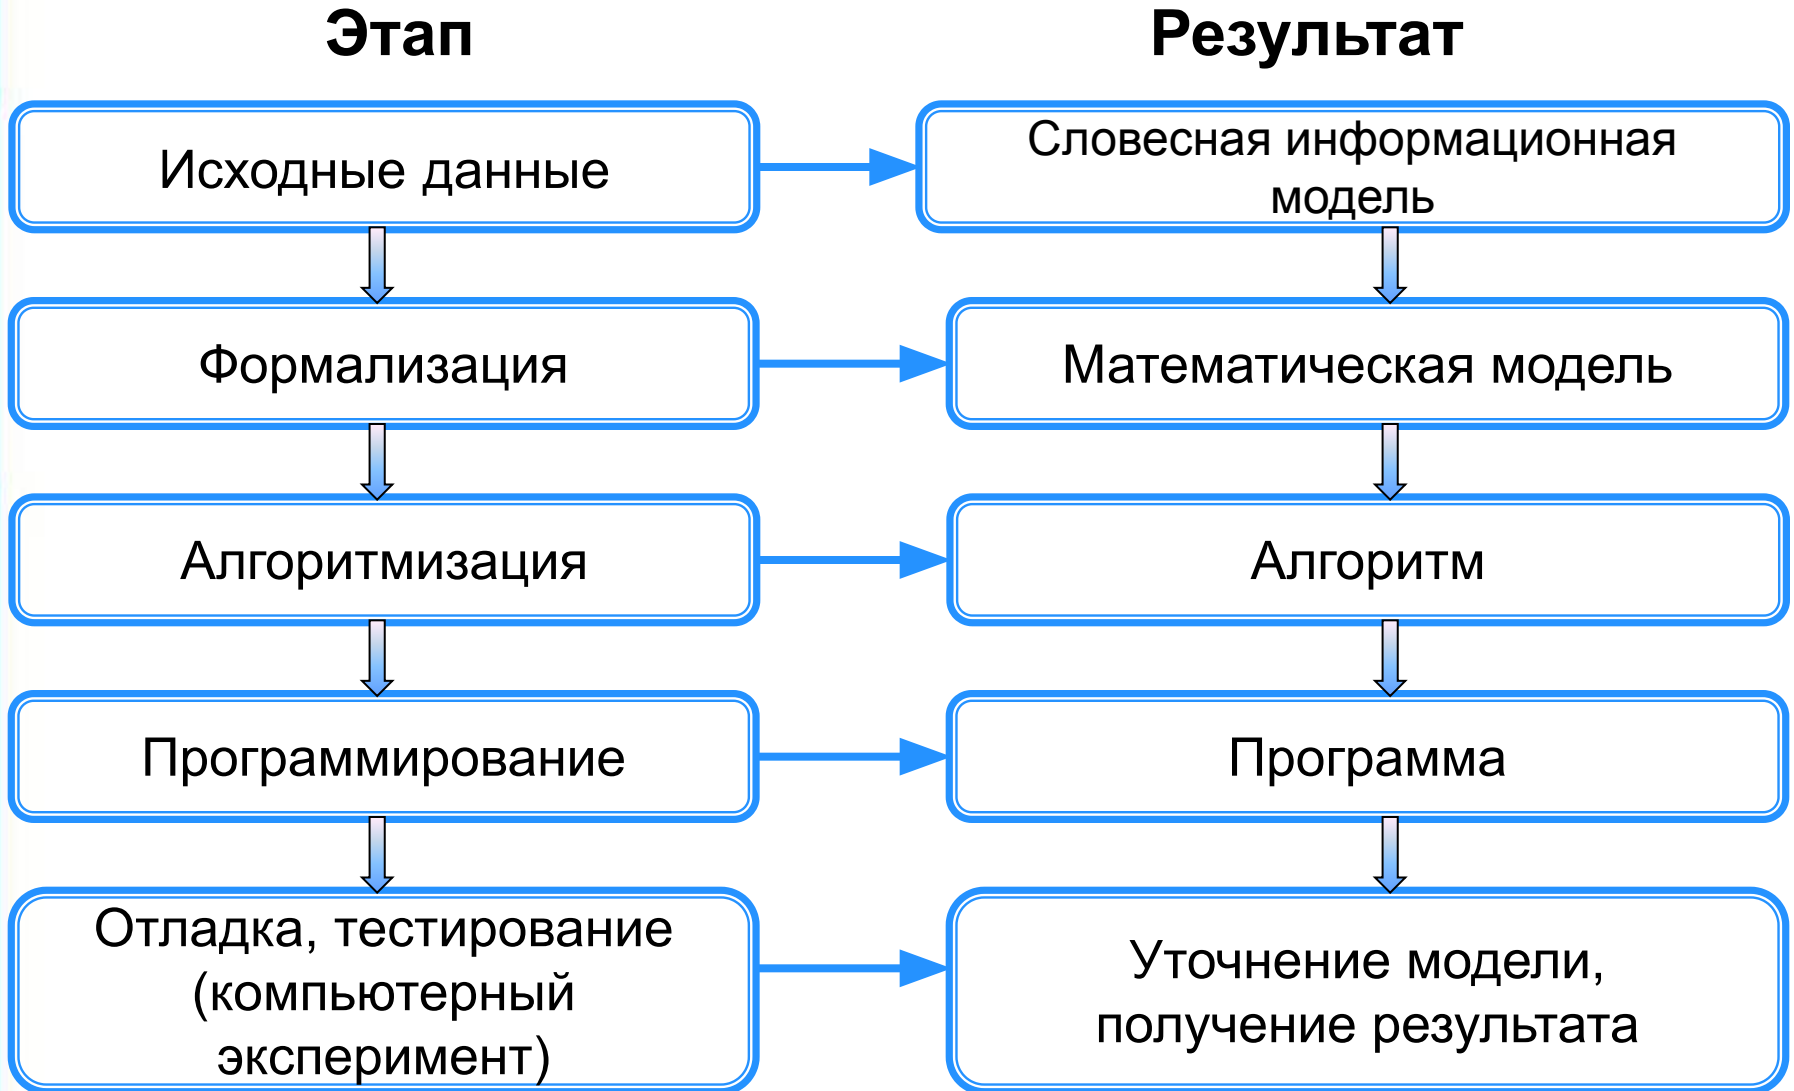 Этап
Результат
Исходные данные
Словесная информационная
модель
Формализация
Математическая модель
Алгоритмизация
Алгоритм
Программирование
Программа
Отладка, тестирование
(компьютерный
эксперимент)
Уточнение модели,
получение результата